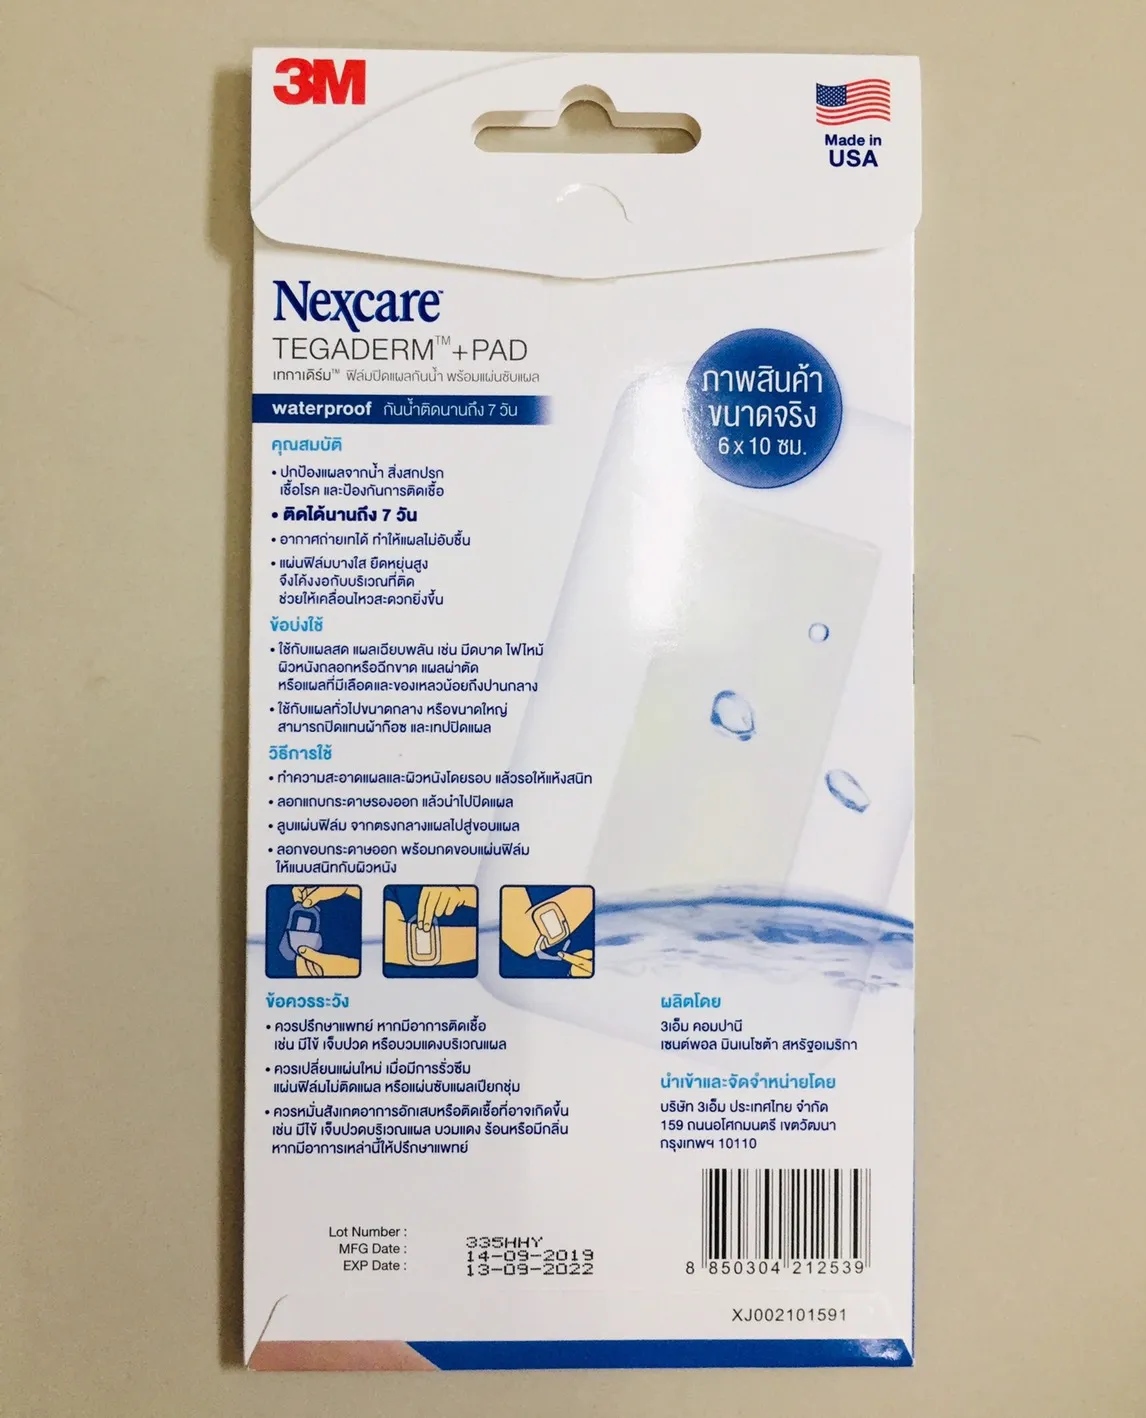 3M
Made in
USA
Nexcare™
TEGADERM™+PAD
เทกาเดิร์ม™ ฟิล์มปิดแผลกันน้ำ พร้อมแผ่นซับแผล
waterproof กันน้ำติดนานถึง 7 วัน
ภาพสินค้า
ขนาดจริง
6 x 10 ซม.
คุณสมบัติ
• ปกป้องแผลจากน้ำ สิ่งสกปรก
เชื้อโรค และป้องกันการติดเชื้อ
• ติดได้นานถึง 7 วัน
• อากาศถ่ายเทได้ ทำให้แผลไม่อับชื้น
• แผ่นฟิล์มบางใส ยืดหยุ่นสูง
จึงโค้งงอกับบริเวณที่ติด
ช่วยให้เคลื่อนไหวสะดวกยิ่งขึ้น
ข้อบ่งใช้
• ใช้กับแผลสด แผลเฉียบพลัน เช่น มีดบาด ไฟไหม้
ผิวหนังถลอกหรือฉีกขาด แผลผ่าตัด
หรือแผลที่มีเลือดและของเหลวน้อยถึงปานกลาง
• ใช้กับแผลทั่วไปขนาดกลาง หรือขนาดใหญ่
สามารถปิดแทนผ้าก๊อซ และเทปปิดแผล
วิธีการใช้
• ทำความสะอาดแผลและผิวหนังโดยรอบ แล้วรอให้แห้งสนิท
• ลอกแถบกระดาษรองออก แล้วนำไปปิดแผล
• ลูบแผ่นฟิล์ม จากตรงกลางแผลไปสู่ขอบแผล
• ลอกขอบกระดาษออก พร้อมกดขอบแผ่นฟิล์ม
ให้แนบสนิทกับผิวหนัง
ข้อควรระวัง
• ควรปรึกษาแพทย์ หากมีอาการติดเชื้อ
เช่น มีไข้ เจ็บปวด หรือบวมแดงบริเวณแผล
• ควรเปลี่ยนแผ่นใหม่ เมื่อมีการรั่วซึม
แผ่นฟิล์มไม่ติดแผล หรือแผ่นซับแผลเปียกชุ่ม
• ควรหมั่นสังเกตอาการอักเสบหรือติดเชื้อที่อาจเกิดขึ้น
เช่น มีไข้ เจ็บปวดบริเวณแผล บวมแดง ร้อนหรือมีกลิ่น
หากมีอาการเหล่านี้ให้ปรึกษาแพทย์
ผลิตโดย
3เอ็ม คอมปานี
เซนต์พอล มินเนโซต้า สหรัฐอเมริกา
นำเข้าและจัดจำหน่ายโดย
บริษัท 3เอ็ม ประเทศไทย จำกัด
159 ถนนอโศกมนตรี เขตวัฒนา
กรุงเทพฯ 10110
Lot Number : 335HHY
MFG Date : 14-09-2019
EXP Date : 13-09-2022
8 850304 212539
XJ002101591